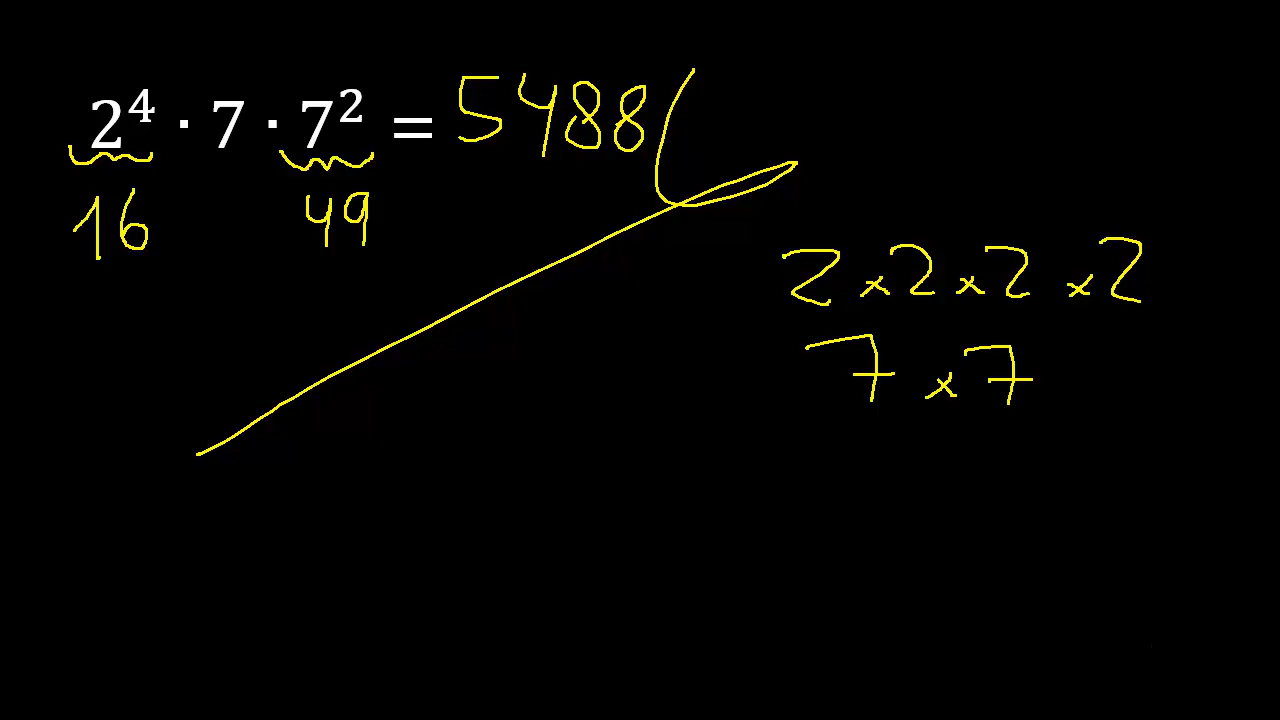 2⁴ · 7 · 7² = 5488
16 49
2 x 2 x 2 x 2
7 x 7